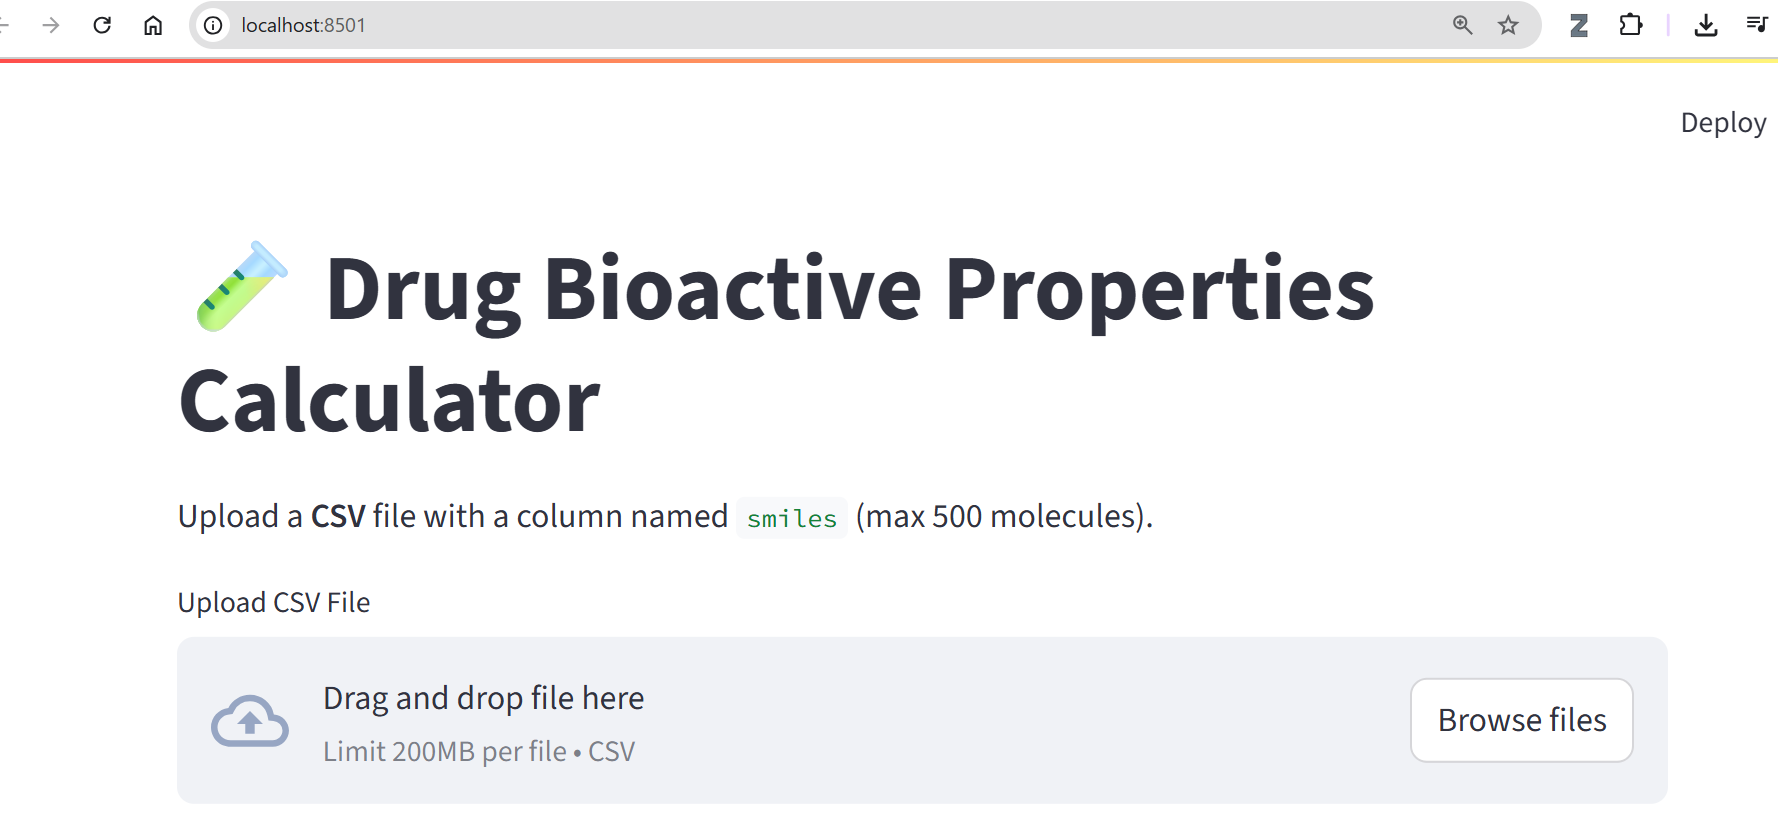 localhost:8501
Deploy
Drug Bioactive Properties
Calculator
Upload a CSV file with a column named smiles (max 500 molecules).
Upload CSV File
Drag and drop file here
Limit 200MB per file • CSV
Browse files